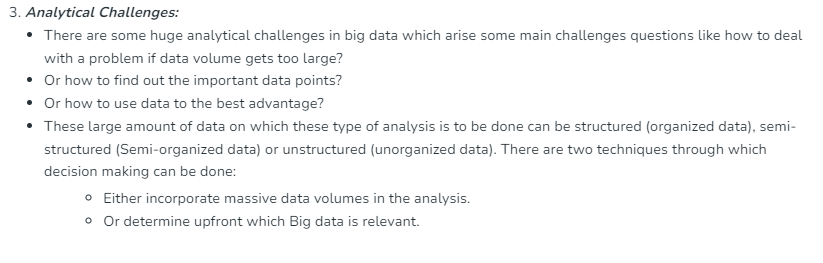 3. Analytical Challenges:
• There are some huge analytical challenges in big data which arise some main challenges questions like how to deal
with a problem if data volume gets too large?
• Or how to find out the important data points?
• Or how to use data to the best advantage?
• These large amount of data on which these type of analysis is to be done can be structured (organized data), semi-
structured (Semi-organized data) or unstructured (unorganized data). There are two techniques through which
decision making can be done:
◦ Either incorporate massive data volumes in the analysis.
◦ Or determine upfront which Big data is relevant.